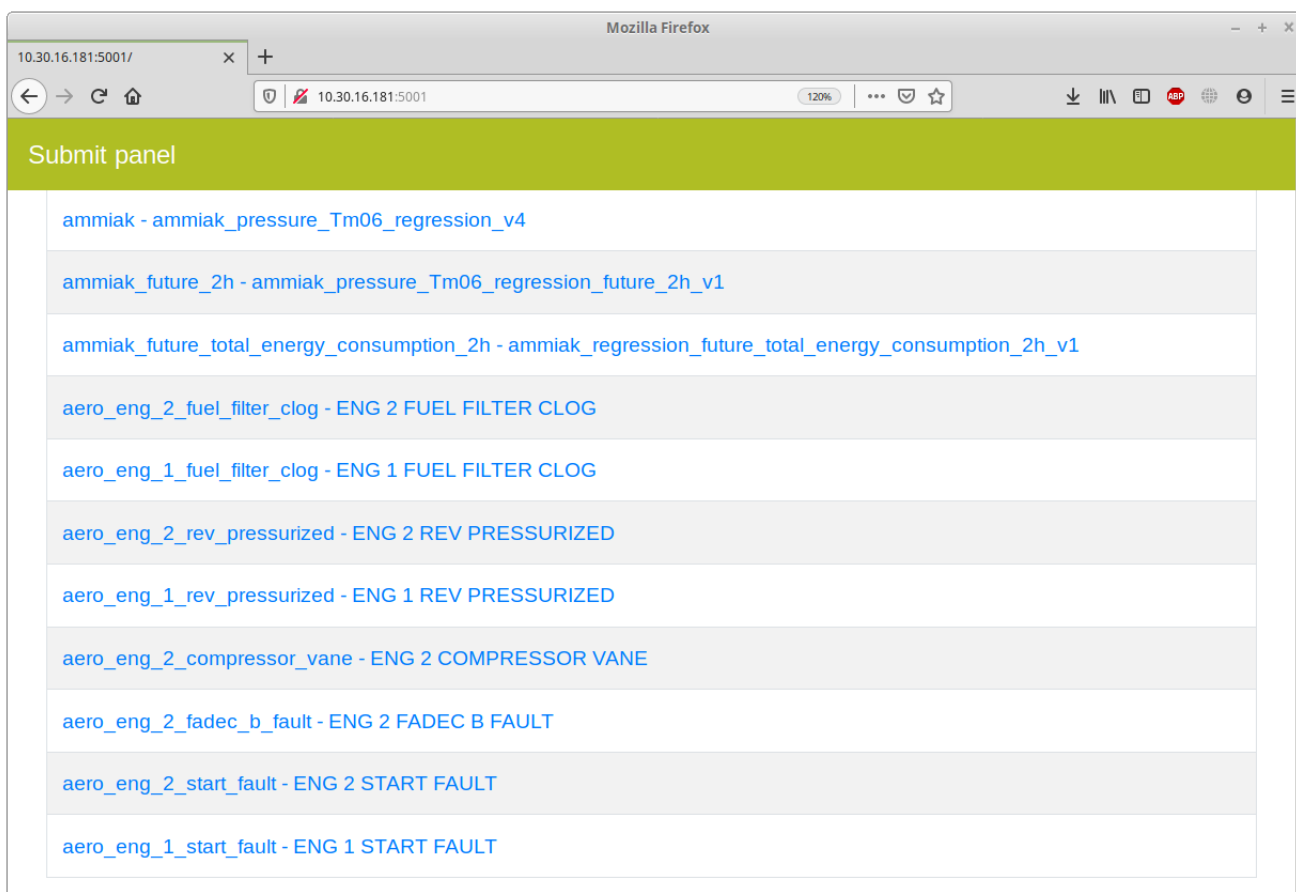 Mozilla Firefox
10.30.16.181:5001/
10.30.16.181:5001
120%
ABP
Submit panel
ammiak - ammiak_pressure_Tm06_regression_v4
ammiak_future_2h - ammiak_pressure_Tm06_regression_future_2h_v1
ammiak_future_total_energy_consumption_2h - ammiak_regression_future_total_energy_consumption_2h_v1
aero_eng_2_fuel_filter_clog - ENG 2 FUEL FILTER CLOG
aero_eng_1_fuel_filter_clog - ENG 1 FUEL FILTER CLOG
aero_eng_2_rev_pressurized - ENG 2 REV PRESSURIZED
aero_eng_1_rev_pressurized - ENG 1 REV PRESSURIZED
aero_eng_2_compressor_vane - ENG 2 COMPRESSOR VANE
aero_eng_2_fadec_b_fault - ENG 2 FADEC B FAULT
aero_eng_2_start_fault - ENG 2 START FAULT
aero_eng_1_start_fault - ENG 1 START FAULT